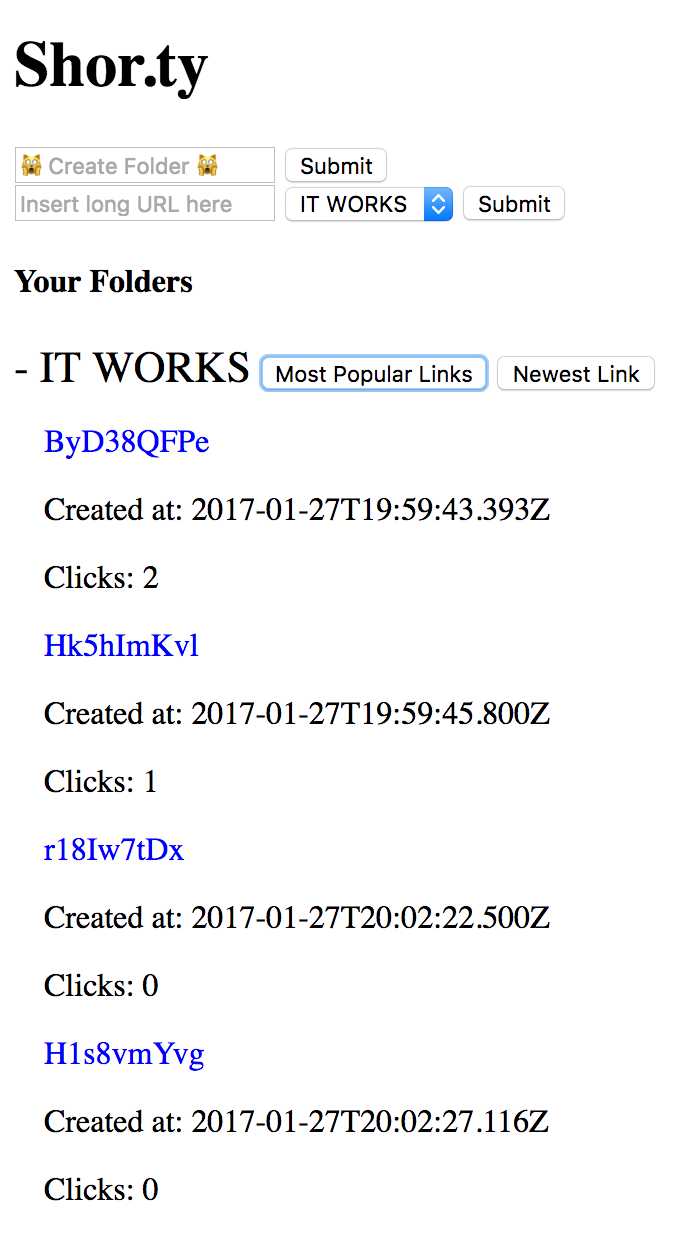 Shor.ty
🙀 Create Folder 🙀 Submit
Insert long URL here IT WORKS Submit
Your Folders
- IT WORKS Most Popular Links Newest Link
ByD38QFPe
Created at: 2017-01-27T19:59:43.393Z
Clicks: 2
Hk5hImKvl
Created at: 2017-01-27T19:59:45.800Z
Clicks: 1
r18Iw7tDx
Created at: 2017-01-27T20:02:22.500Z
Clicks: 0
H1s8vmYvg
Created at: 2017-01-27T20:02:27.116Z
Clicks: 0